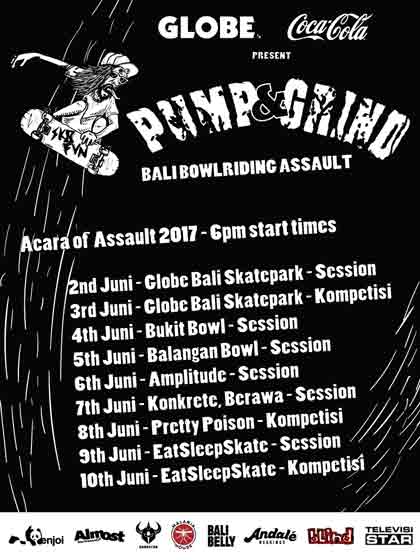 GLOBE Coca-Cola
PRESENT
PUMP & GRIND
BALI BOWLRIDING ASSAULT
Acara of Assault 2017 - 6pm start times
2nd Juni - Globe Bali Skatepark - Session
3rd Juni - Globe Bali Skatepark - Kompetisi
4th Juni - Bukit Bowl - Session
5th Juni - Balangan Bowl - Session
6th Juni - Amplitude - Session
7th Juni - Konkrete, Berawa - Session
8th Juni - Pretty Poison - Kompetisi
9th Juni - EatSleepSkate - Session
10th Juni - EatSleepSkate - Kompetisi
enjoi Almost BALI BELLY Andalé BEARINGS blind TELEVISI STAR